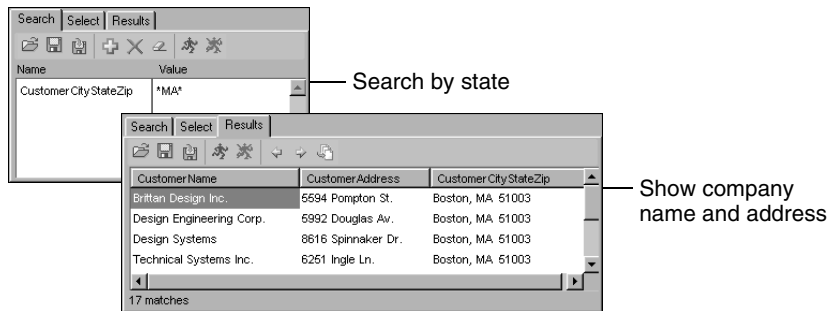 Search Select Results
Name Value
CustomerCityStateZip *MA*
Search by state
Search Select Results
CustomerName CustomerAddress CustomerCityStateZip
Brittan Design Inc. 5594 Pompton St. Boston, MA 51003
Design Engineering Corp. 5992 Douglas Av. Boston, MA 51003
Design Systems 8616 Spinnaker Dr. Boston, MA 51003
Technical Systems Inc. 6251 Ingle Ln. Boston, MA 51003
17 matches
Show company
name and address